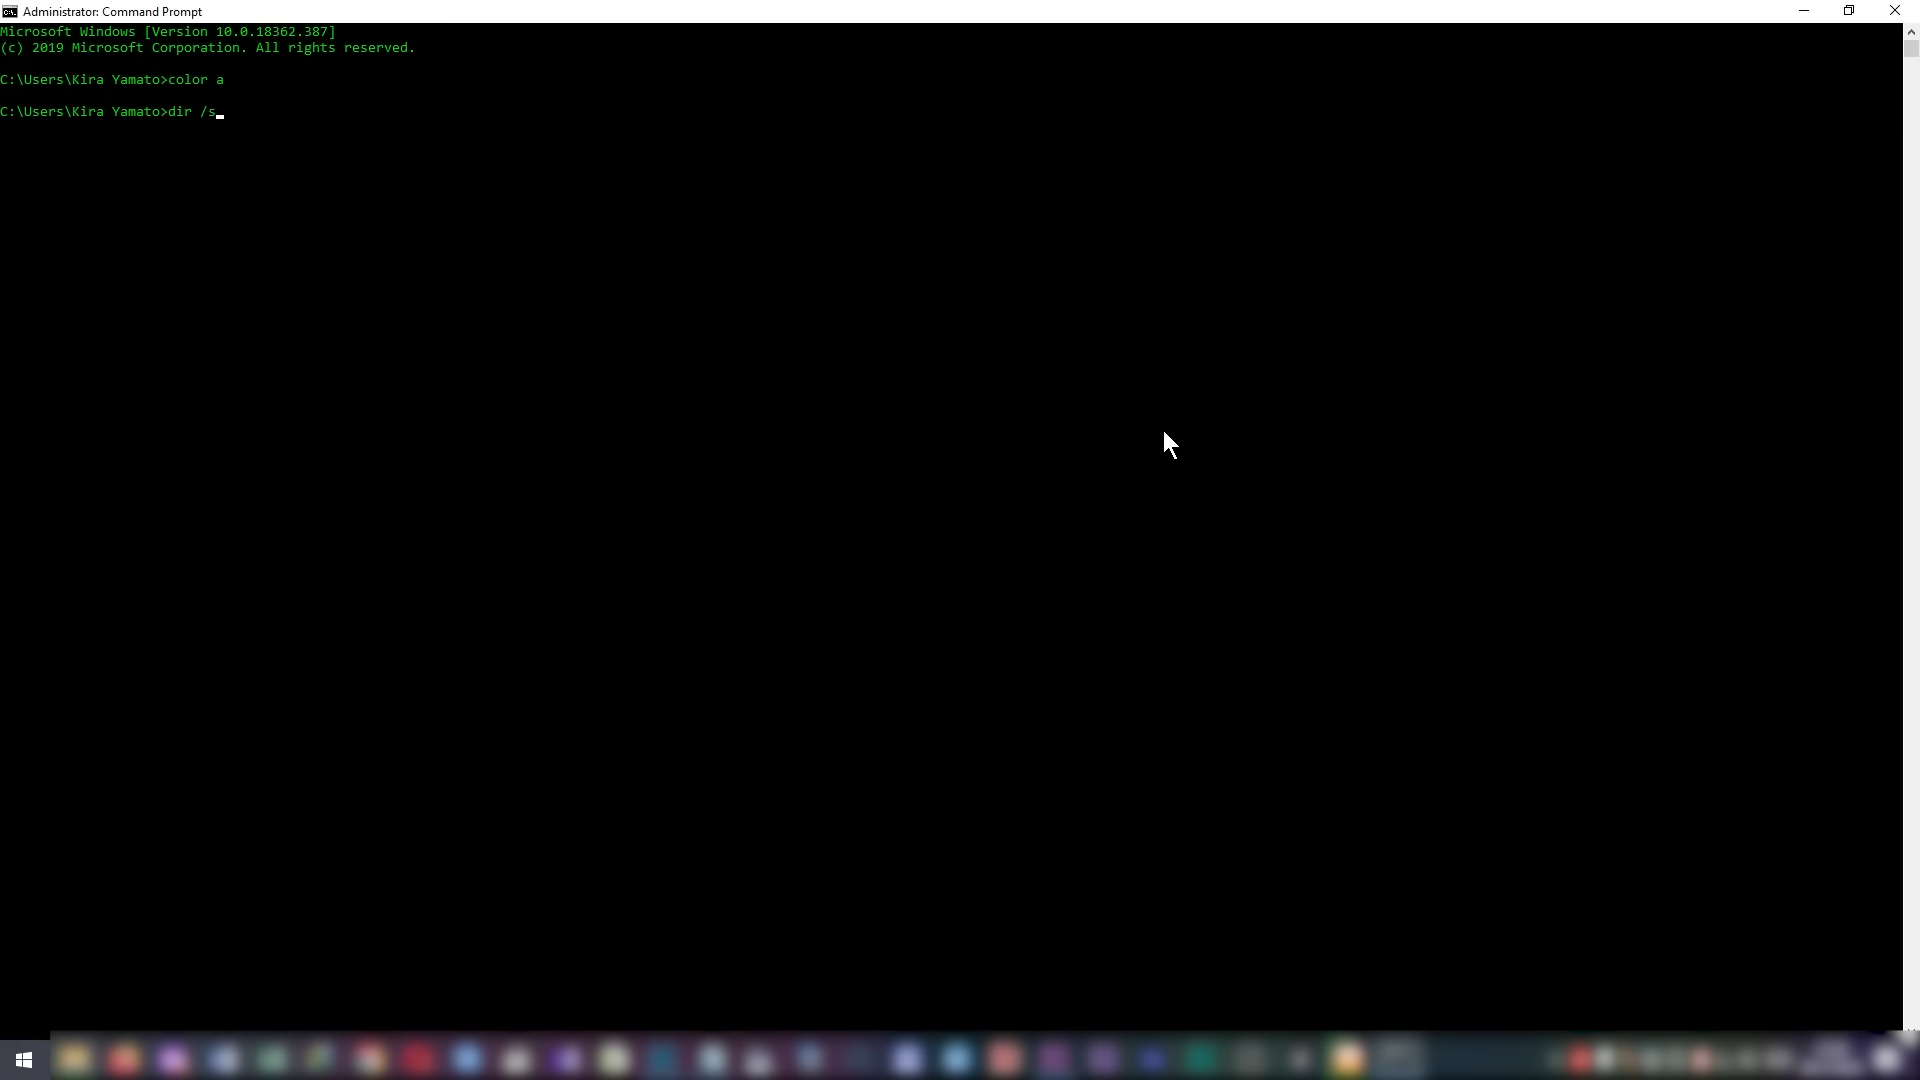 Administrator: Command Prompt
Microsoft Windows [Version 10.0.18362.387]
(c) 2019 Microsoft Corporation. All rights reserved.
C:\Users\Kira Yamato>color a
C:\Users\Kira Yamato>dir /s